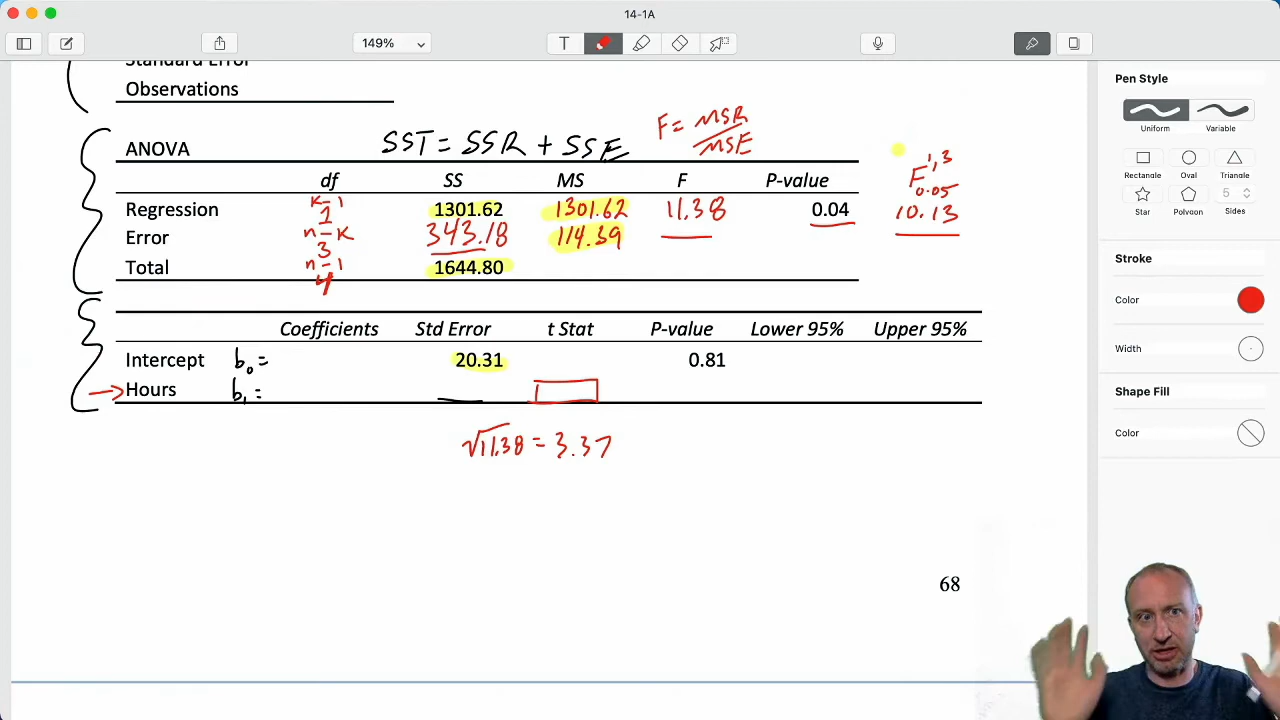 14-1A
149%
T
Pen Style
Uniform
Variable
Rectangle
Oval
Triangle
Star
Polygon
5
Sides
Stroke
Color
Width
Shape Fill
Color
Standard Error
Observations
SST = SSR + SSE
F = MSR / MSE
ANOVA
df SS MS F P-value
F 1,3 0.05
Regression k-1 1 1301.62 1301.62 11.38 0.04 10.13
Error n-k 3 343.18 114.39
Total n-1 4 1644.80
Coefficients Std Error t Stat P-value Lower 95% Upper 95%
Intercept b₀ = 20.31 0.81
Hours b₁ =
√11.38 = 3.37
68